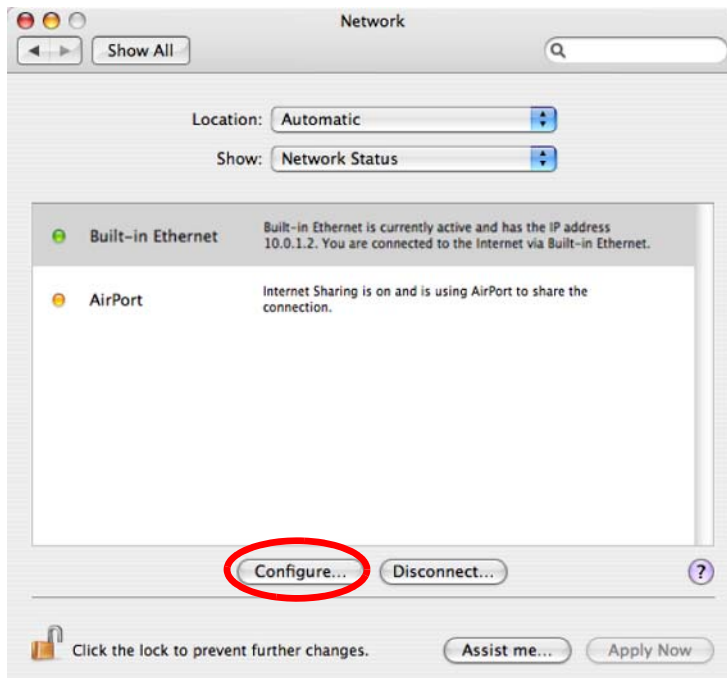 Network
Show All
Location: Automatic
Show: Network Status
Built-in Ethernet
Built-in Ethernet is currently active and has the IP address
10.0.1.2. You are connected to the Internet via Built-in Ethernet.
AirPort
Internet Sharing is on and is using AirPort to share the
connection.
Configure...
Disconnect...
?
Click the lock to prevent further changes.
Assist me...
Apply Now